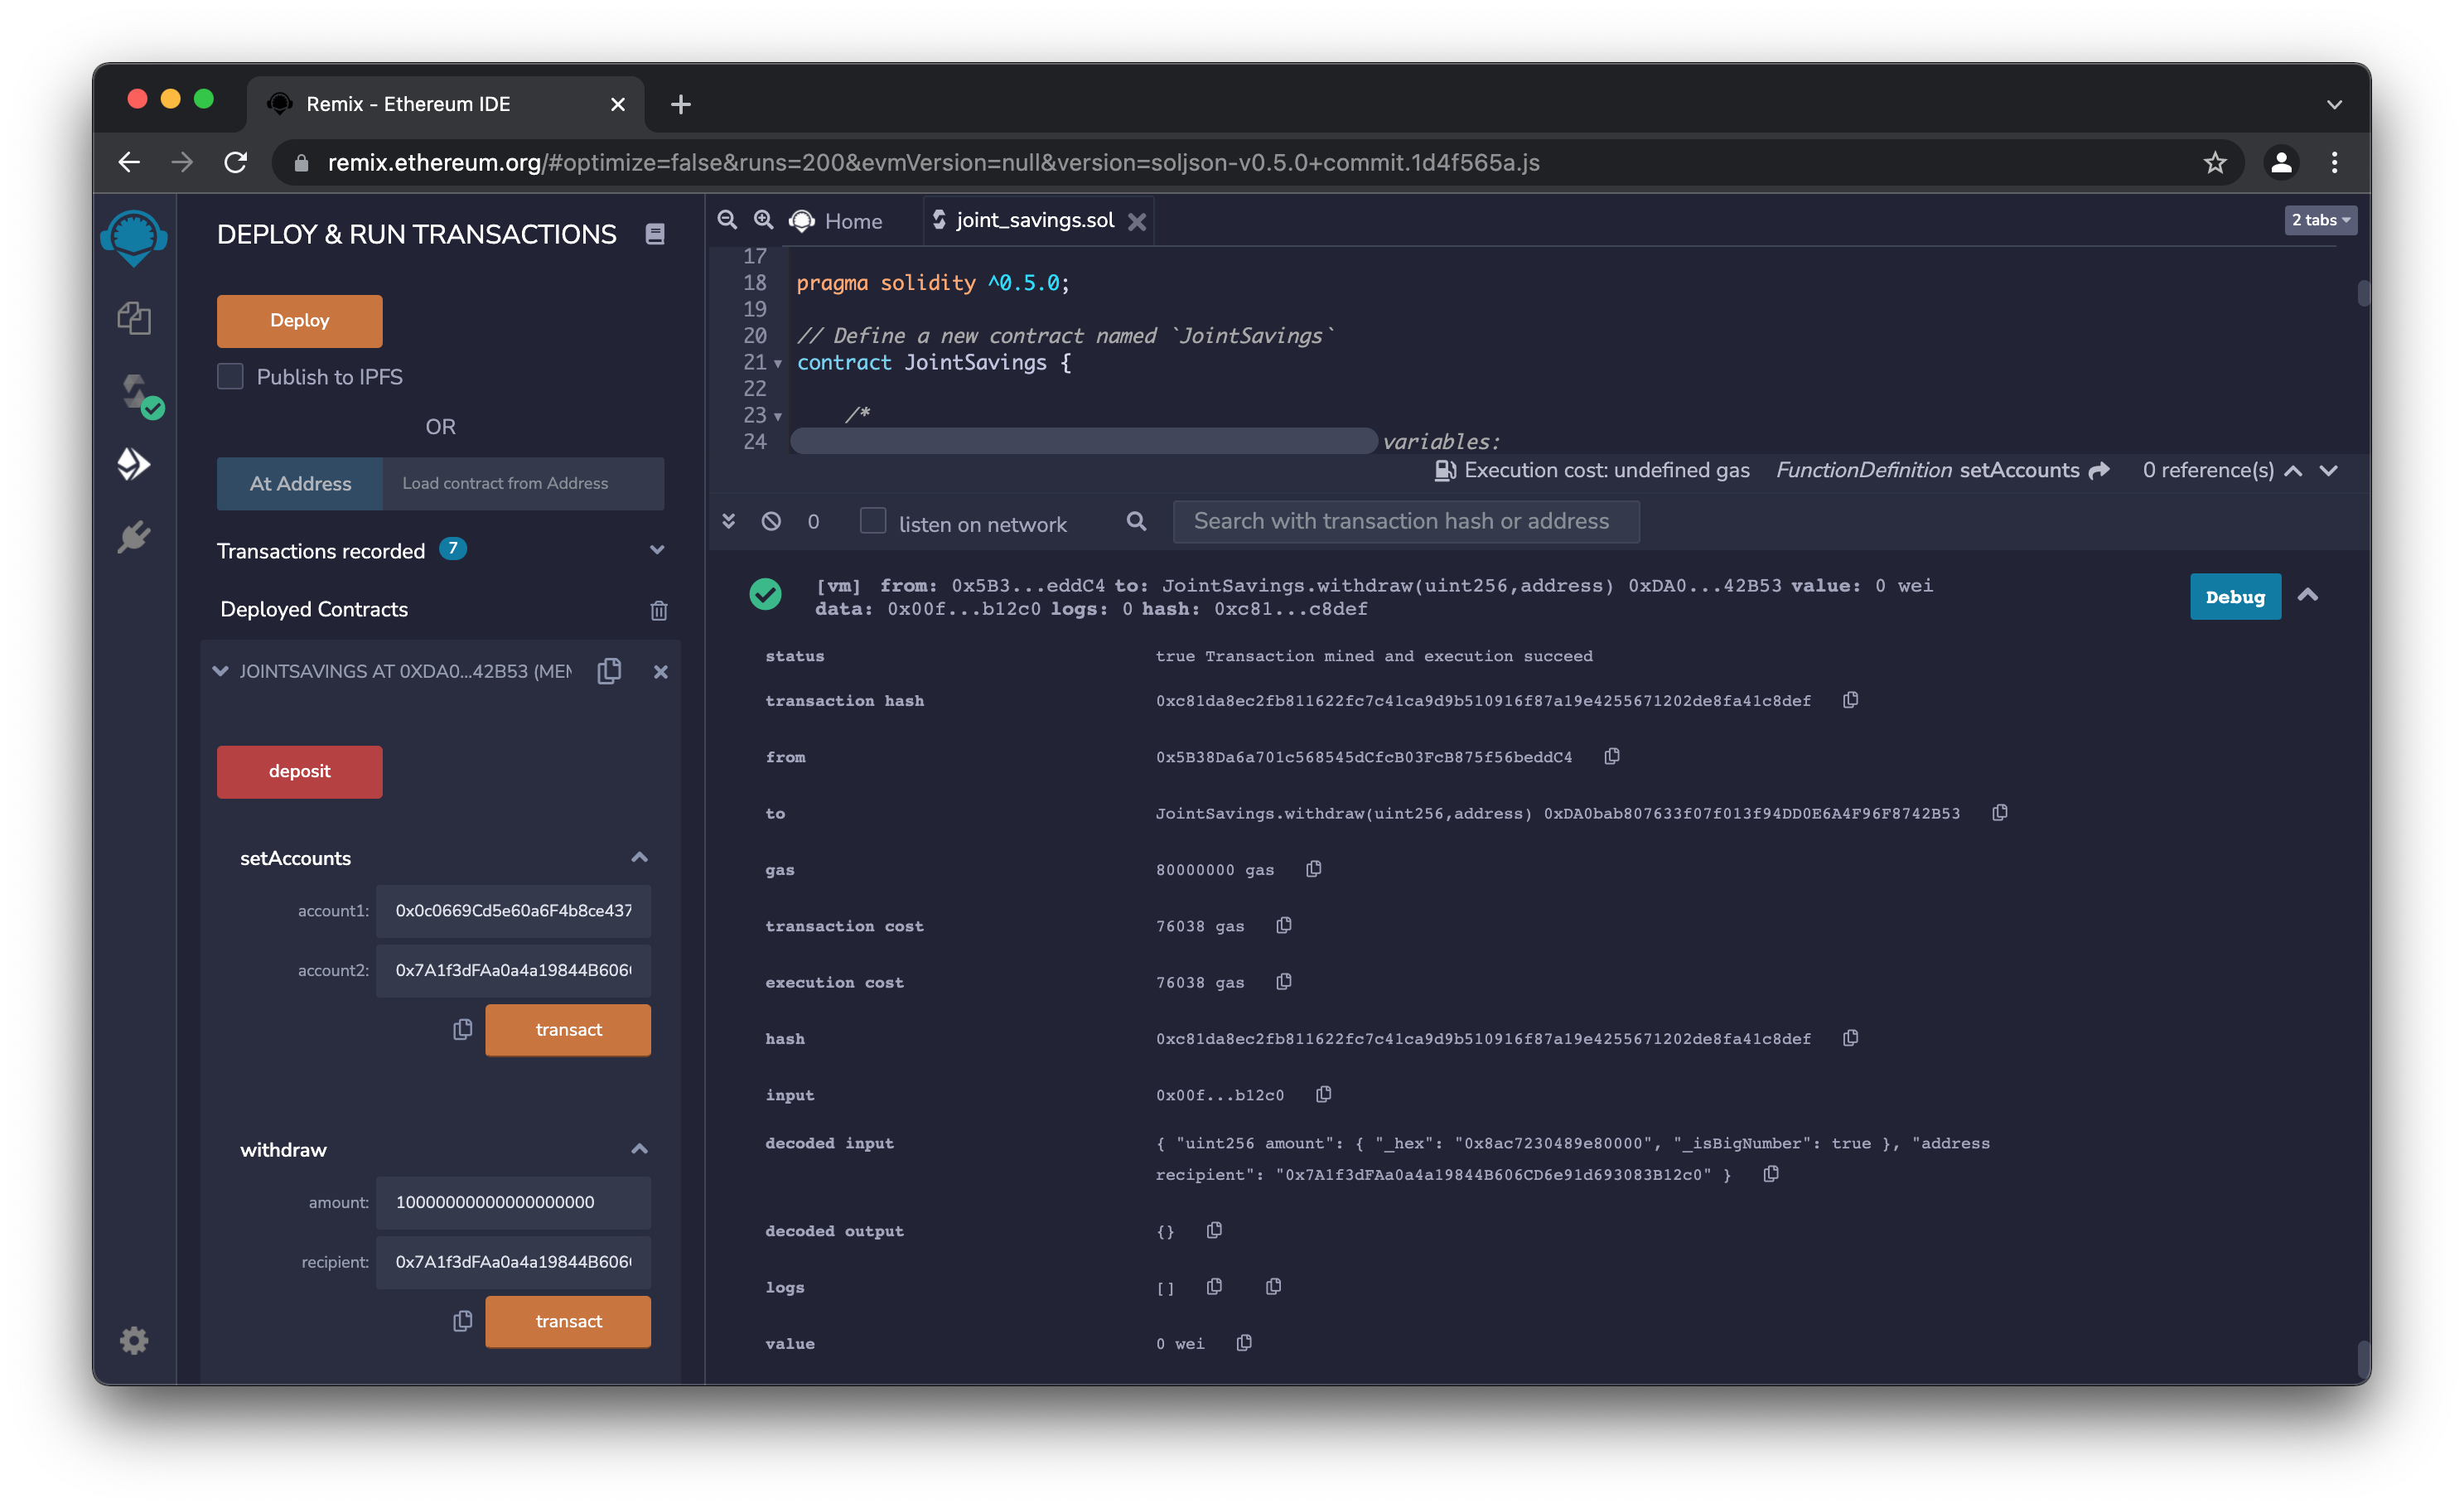 Remix - Ethereum IDE
remix.ethereum.org/#optimize=false&runs=200&evmVersion=null&version=soljson-v0.5.0+commit.1d4f565a.js
DEPLOY & RUN TRANSACTIONS
Deploy
Publish to IPFS
OR
At Address
Load contract from Address
Transactions recorded 7
Deployed Contracts
JOINTSAVINGS AT 0XDA0...42B53 (MEM
deposit
setAccounts
account1: 0x0c0669Cd5e60a6F4b8ce437
account2: 0x7A1f3dFAa0a4a19844B606
transact
withdraw
amount: 10000000000000000000
recipient: 0x7A1f3dFAa0a4a19844B606
transact
Home
joint_savings.sol
2 tabs
17
18 pragma solidity ^0.5.0;
19
20 // Define a new contract named `JointSavings`
21 contract JointSavings {
22
23 /*
24 variables:
Execution cost: undefined gas FunctionDefinition setAccounts 0 reference(s)
0 listen on network Search with transaction hash or address
[vm] from: 0x5B3...eddC4 to: JointSavings.withdraw(uint256,address) 0xDA0...42B53 value: 0 wei
data: 0x00f...b12c0 logs: 0 hash: 0xc81...c8def
Debug
status true Transaction mined and execution succeed
transaction hash 0xc81da8ec2fb811622fc7c41ca9d9b510916f87a19e4255671202de8fa41c8def
from 0x5B38Da6a701c568545dCfcB03FcB875f56beddC4
to JointSavings.withdraw(uint256,address) 0xDA0bab807633f07f013f94DD0E6A4F96F8742B53
gas 80000000 gas
transaction cost 76038 gas
execution cost 76038 gas
hash 0xc81da8ec2fb811622fc7c41ca9d9b510916f87a19e4255671202de8fa41c8def
input 0x00f...b12c0
decoded input { "uint256 amount": { "_hex": "0x8ac7230489e80000", "_isBigNumber": true }, "address
recipient": "0x7A1f3dFAa0a4a19844B606CD6e91d693083B12c0" }
decoded output {}
logs []
value 0 wei